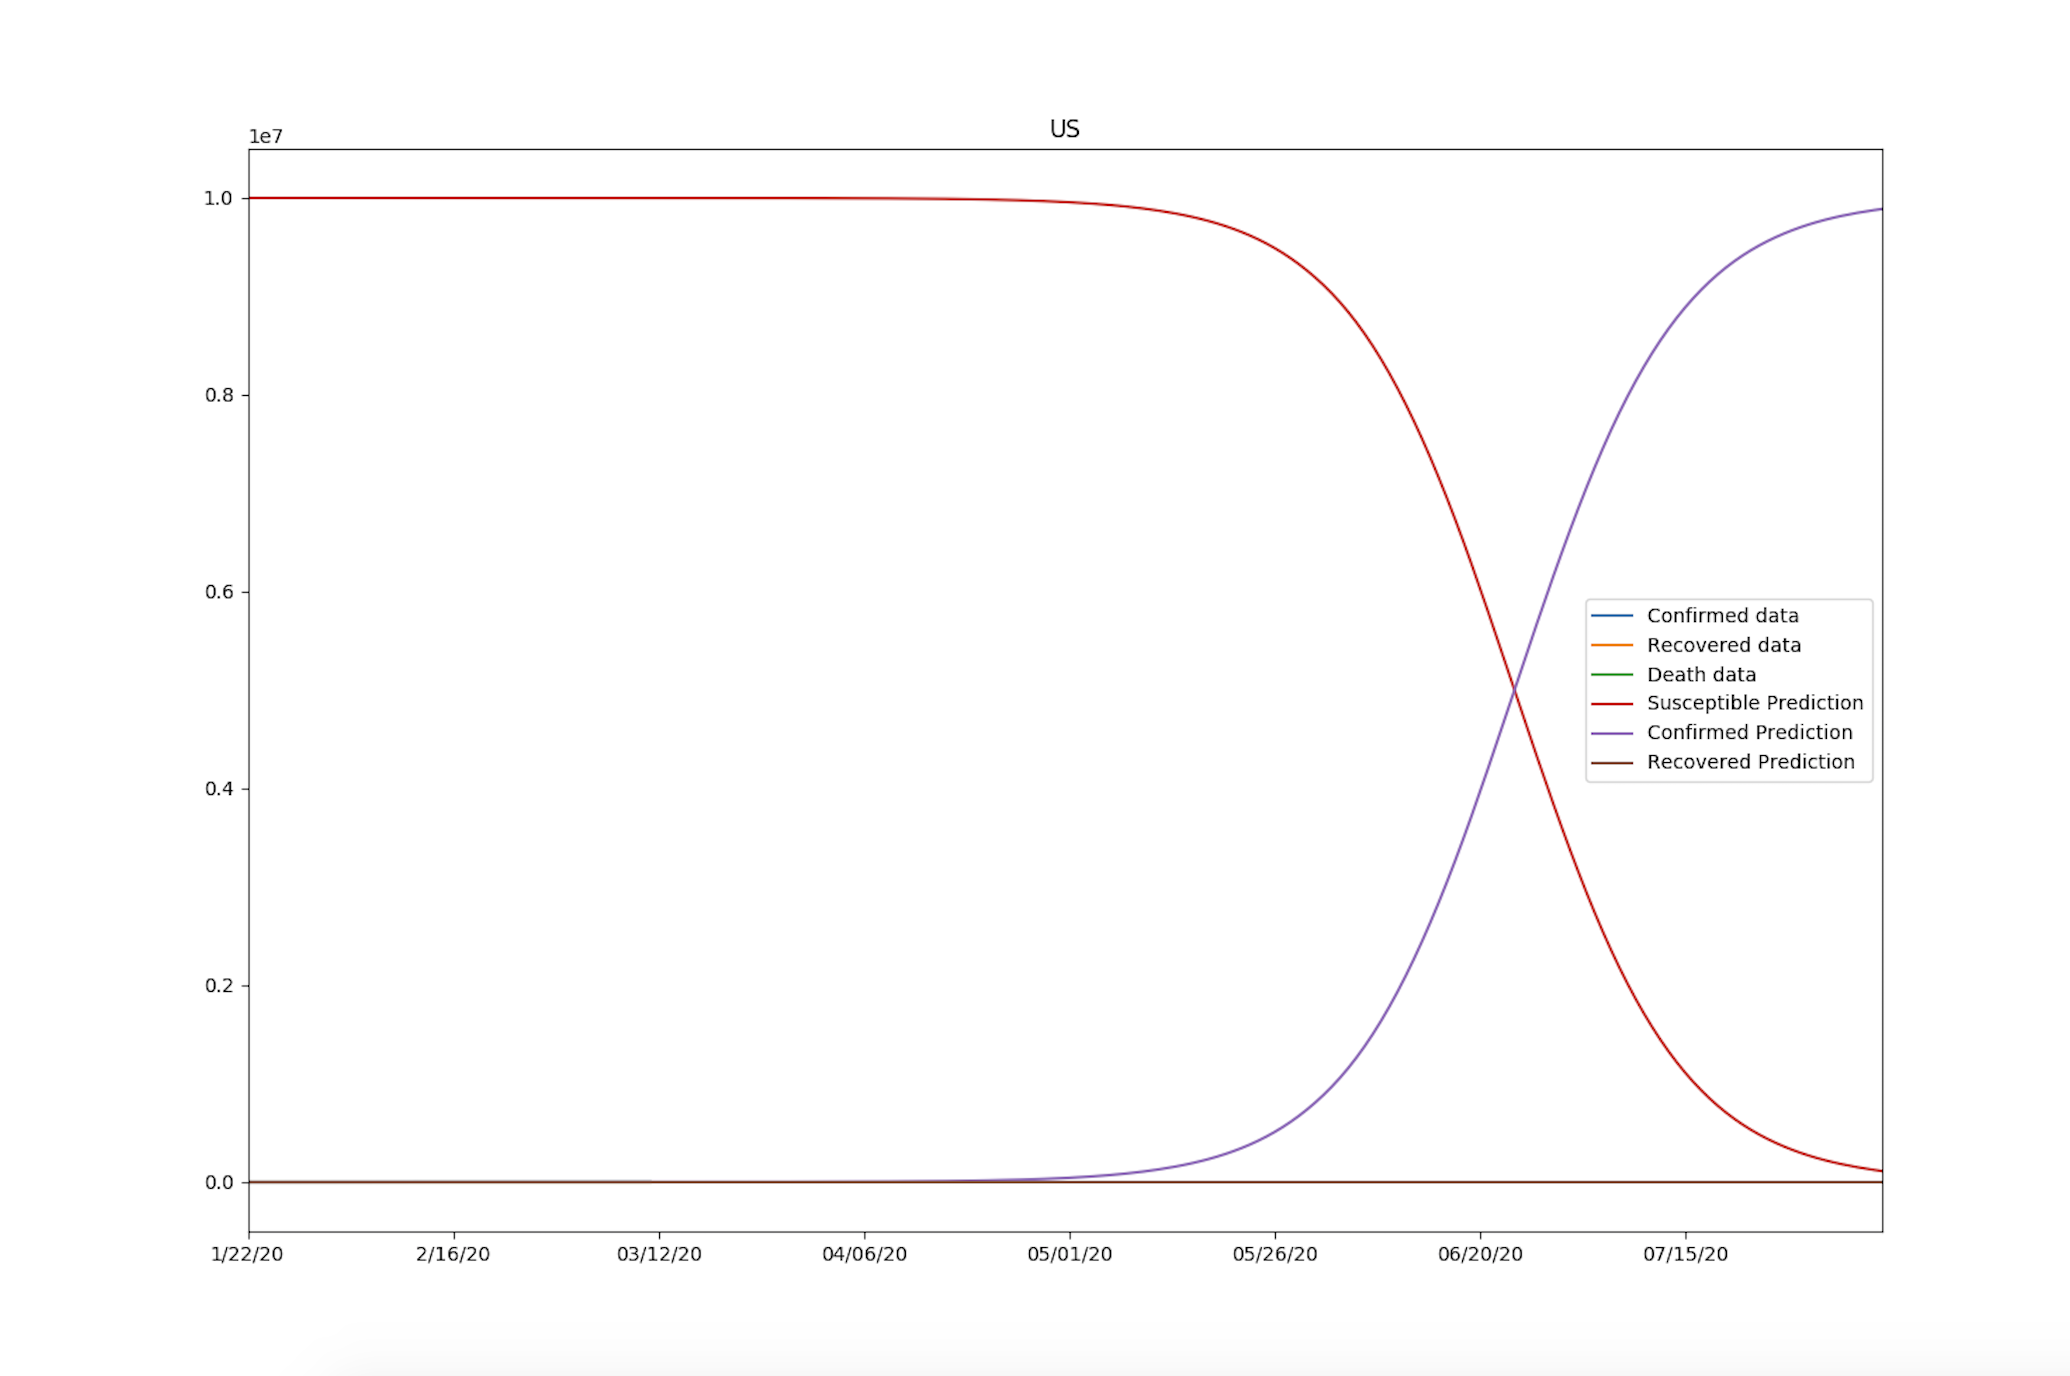 US
1e7
1.0
0.8
0.6
0.4
0.2
0.0
Confirmed data
Recovered data
Death data
Susceptible Prediction
Confirmed Prediction
Recovered Prediction
1/22/20 2/16/20 03/12/20 04/06/20 05/01/20 05/26/20 06/20/20 07/15/20